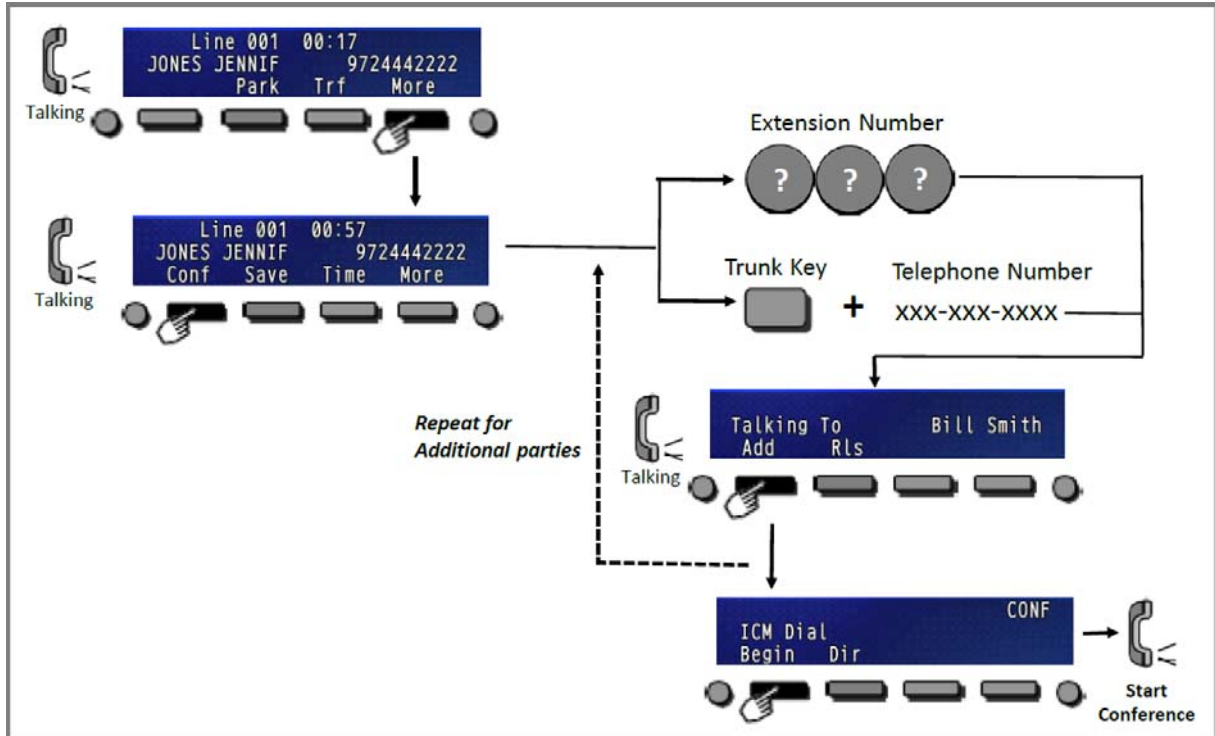 Line 001 00:17
JONES JENNIF 9724442222
Park Trf More
Talking
Line 001 00:57
JONES JENNIF 9724442222
Conf Save Time More
Talking
Extension Number
? ? ?
Trunk Key
Telephone Number
+ xxx-xxx-xxxx
Repeat for
Additional parties
Talking To Bill Smith
Add Rls
Talking
CONF
ICM Dial
Begin Dir
Start
Conference